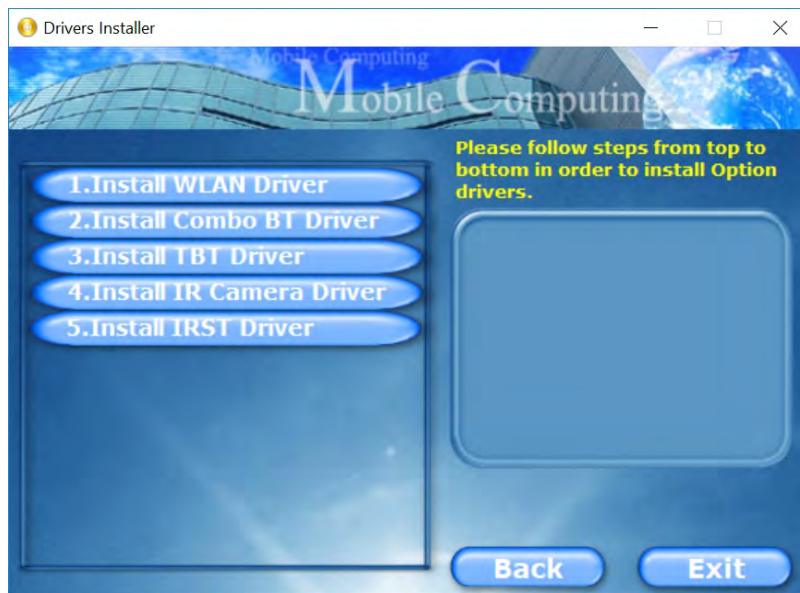 Drivers Installer
Mobile Computing
Mobile Computing
Please follow steps from top to
bottom in order to install Option
drivers.
1.Install WLAN Driver
2.Install Combo BT Driver
3.Install TBT Driver
4.Install IR Camera Driver
5.Install IRST Driver
Back
Exit